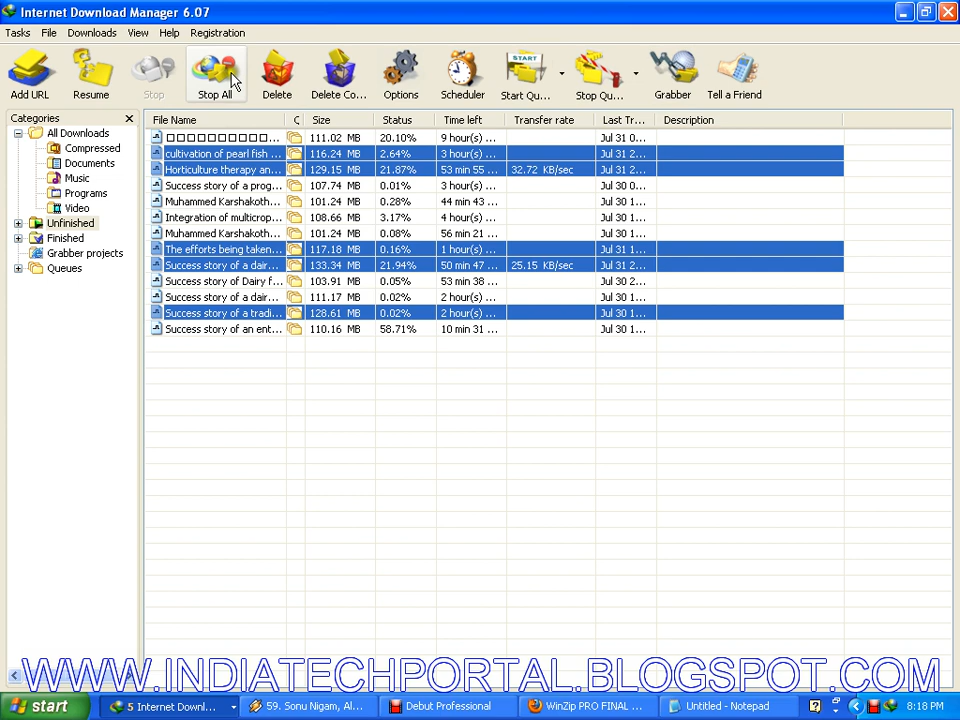 Internet Download Manager 6.07
Tasks File Downloads View Help Registration
Add URL Resume Stop Stop All Delete Delete Co... Options Scheduler Start Qu... Stop Qu... Grabber Tell a Friend
Categories
All Downloads
Compressed
Documents
Music
Programs
Video
Unfinished
Finished
Grabber projects
Queues
File Name Size Status Time left Transfer rate Last Tr... Description
□□□□□□□□□□... 111.02 MB 20.10% 9 hour(s) ... Jul 31 0...
cultivation of pearl fish ... 116.24 MB 2.64% 3 hour(s) ... Jul 31 2...
Horticulture therapy an... 129.15 MB 21.87% 53 min 55 ... 32.72 KB/sec Jul 31 2...
Success story of a prog... 107.74 MB 0.01% 3 hour(s) ... Jul 30 0...
Muhammed Karshakoth... 101.24 MB 0.28% 44 min 43 ... Jul 30 1...
Integration of multicrop... 108.66 MB 3.17% 4 hour(s) ... Jul 30 1...
Muhammed Karshakoth... 101.24 MB 0.08% 56 min 21 ... Jul 30 1...
The efforts being taken... 117.18 MB 0.16% 1 hour(s) ... Jul 31 1...
Success story of a dair... 133.34 MB 21.94% 50 min 47 ... 25.15 KB/sec Jul 31 2...
Success story of Dairy f... 103.91 MB 0.05% 53 min 38 ... Jul 30 2...
Success story of a dair... 111.17 MB 0.02% 2 hour(s) ... Jul 30 1...
Success story of a tradi... 128.61 MB 0.02% 2 hour(s) ... Jul 30 1...
Success story of an ent... 110.16 MB 58.71% 10 min 31 ... Jul 30 1...
WWW.INDIATECHPORTAL.BLOGSPOT.COM
start 5 Internet Downl... 59. Sonu Nigam, Al... Debut Professional WinZip PRO FINAL ... Untitled - Notepad 8:18 PM